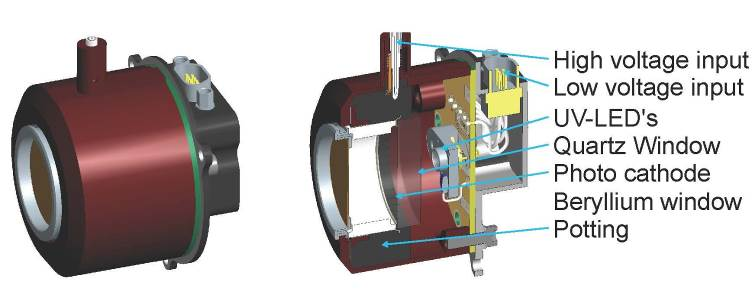 High voltage input
Low voltage input
UV-LED's
Quartz Window
Photo cathode
Beryllium window
Potting